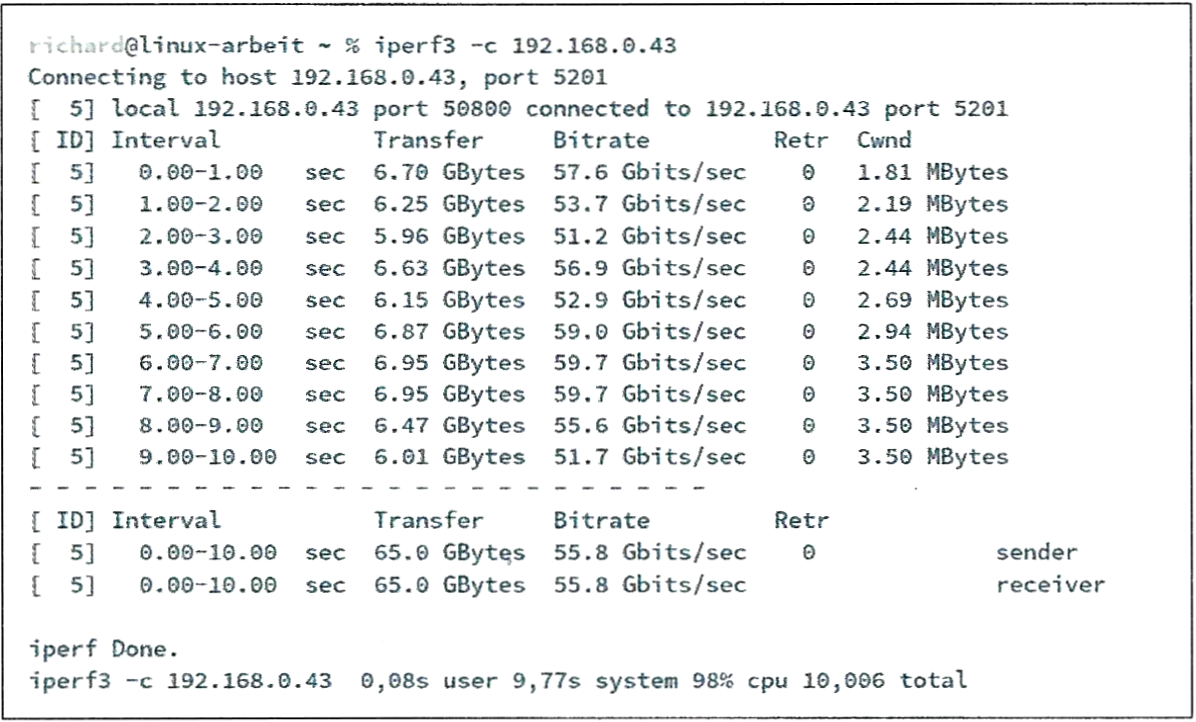 richard@linux-arbeit ~ % iperf3 -c 192.168.0.43
Connecting to host 192.168.0.43, port 5201
[  5] local 192.168.0.43 port 50800 connected to 192.168.0.43 port 5201
[ ID] Interval           Transfer     Bitrate         Retr  Cwnd
[  5]   0.00-1.00   sec  6.70 GBytes  57.6 Gbits/sec    0   1.81 MBytes
[  5]   1.00-2.00   sec  6.25 GBytes  53.7 Gbits/sec    0   2.19 MBytes
[  5]   2.00-3.00   sec  5.96 GBytes  51.2 Gbits/sec    0   2.44 MBytes
[  5]   3.00-4.00   sec  6.63 GBytes  56.9 Gbits/sec    0   2.44 MBytes
[  5]   4.00-5.00   sec  6.15 GBytes  52.9 Gbits/sec    0   2.69 MBytes
[  5]   5.00-6.00   sec  6.87 GBytes  59.0 Gbits/sec    0   2.94 MBytes
[  5]   6.00-7.00   sec  6.95 GBytes  59.7 Gbits/sec    0   3.50 MBytes
[  5]   7.00-8.00   sec  6.95 GBytes  59.7 Gbits/sec    0   3.50 MBytes
[  5]   8.00-9.00   sec  6.47 GBytes  55.6 Gbits/sec    0   3.50 MBytes
[  5]   9.00-10.00  sec  6.01 GBytes  51.7 Gbits/sec    0   3.50 MBytes
- - - - - - - - - - - - - - - - - - - - - - - - -
[ ID] Interval           Transfer     Bitrate         Retr
[  5]   0.00-10.00  sec  65.0 GBytes  55.8 Gbits/sec    0             sender
[  5]   0.00-10.00  sec  65.0 GBytes  55.8 Gbits/sec                  receiver
iperf Done.
iperf3 -c 192.168.0.43  0,08s user 9,77s system 98% cpu 10,006 total